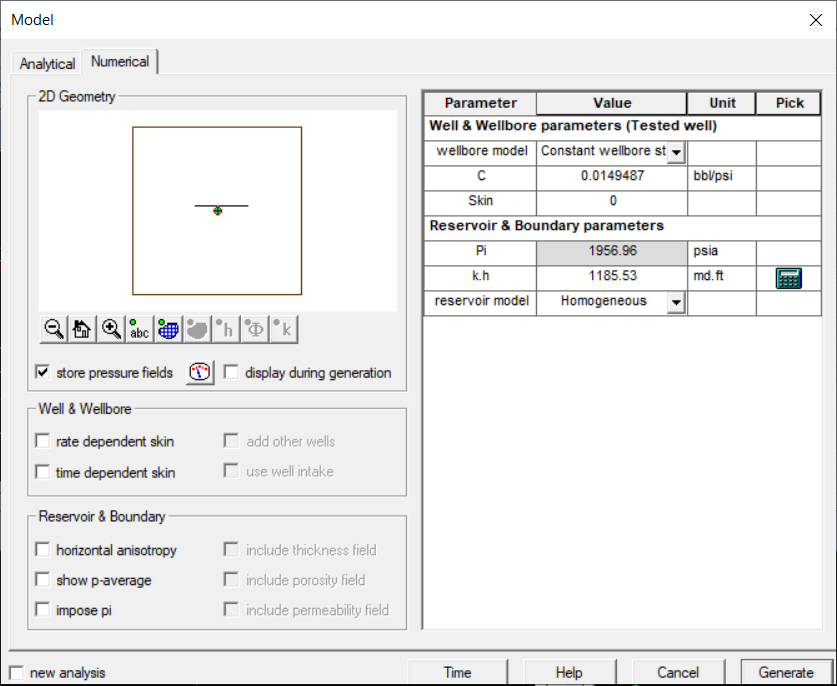 Model
Analytical
Numerical
2D Geometry
abc
h
Φ
k
store pressure fields
display during generation
Well & Wellbore
rate dependent skin
add other wells
time dependent skin
use well intake
Reservoir & Boundary
horizontal anisotropy
include thickness field
show p-average
include porosity field
impose pi
include permeability field
Parameter Value Unit Pick
Well & Wellbore parameters (Tested well)
wellbore model Constant wellbore st
C 0.0149487 bbl/psi
Skin 0
Reservoir & Boundary parameters
Pi 1956.96 psia
k.h 1185.53 md.ft
reservoir model Homogeneous
new analysis
Time
Help
Cancel
Generate